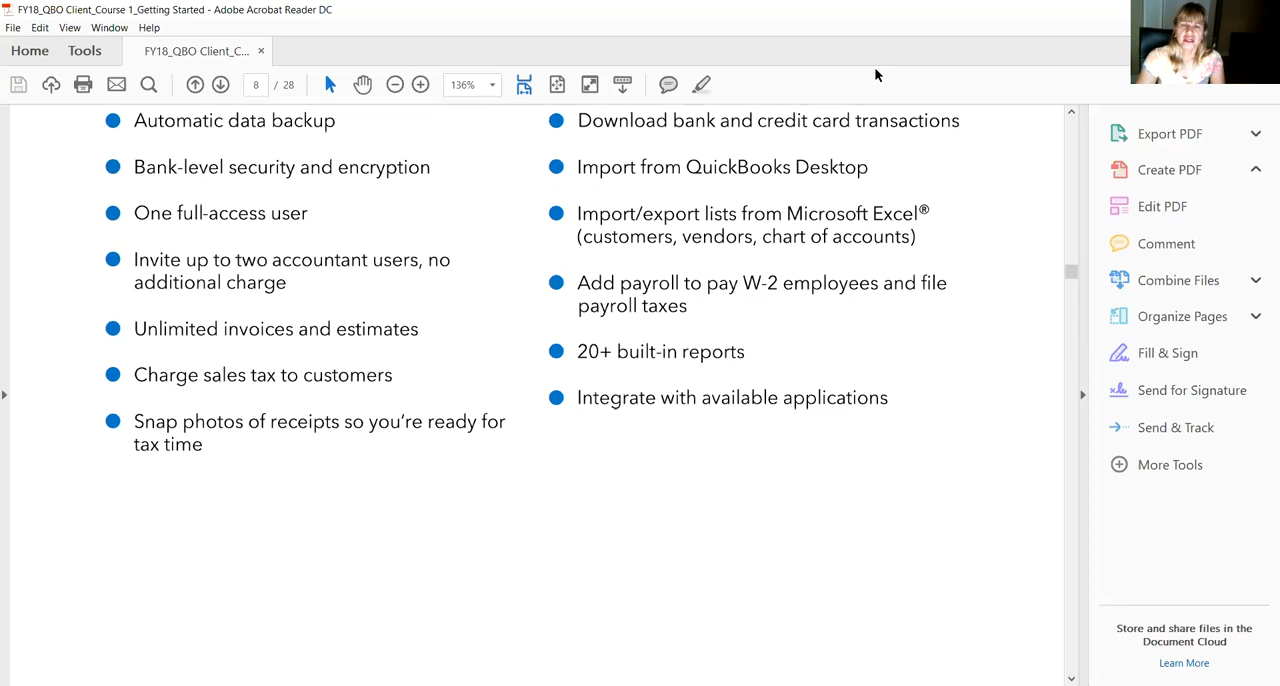 FY18_QBO Client_Course 1_Getting Started - Adobe Acrobat Reader DC
File Edit View Window Help
Home Tools FY18_QBO Client_C... ×
8 / 28 136%
Automatic data backup
Bank-level security and encryption
One full-access user
Invite up to two accountant users, no
additional charge
Unlimited invoices and estimates
Charge sales tax to customers
Snap photos of receipts so you’re ready for
tax time
Download bank and credit card transactions
Import from QuickBooks Desktop
Import/export lists from Microsoft Excel®
(customers, vendors, chart of accounts)
Add payroll to pay W-2 employees and file
payroll taxes
20+ built-in reports
Integrate with available applications
Export PDF
Create PDF
Edit PDF
Comment
Combine Files
Organize Pages
Fill & Sign
Send for Signature
Send & Track
More Tools
Store and share files in the
Document Cloud
Learn More